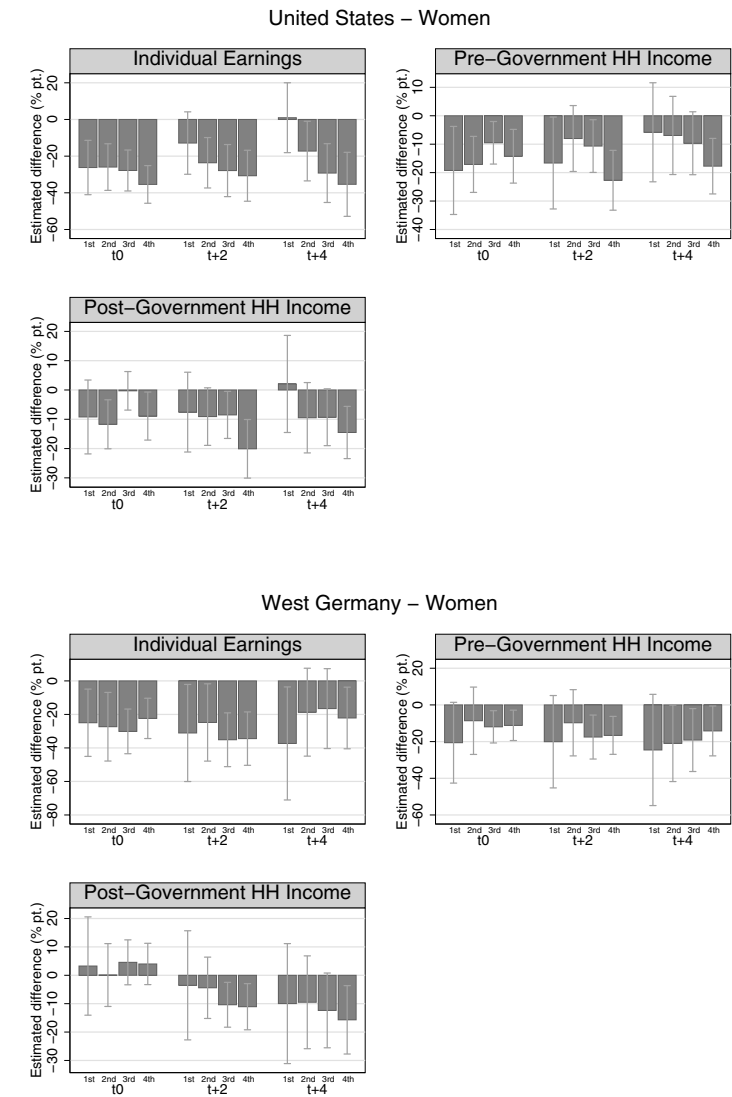 United States – Women
Individual Earnings
Estimated difference (% pt.)
20
0
−20
−40
−60
1st 2nd 3rd 4th 1st 2nd 3rd 4th 1st 2nd 3rd 4th
t0 t+2 t+4
Pre−Government HH Income
Estimated difference (% pt.)
10
0
−10
−20
−30
−40
1st 2nd 3rd 4th 1st 2nd 3rd 4th 1st 2nd 3rd 4th
t0 t+2 t+4
Post−Government HH Income
Estimated difference (% pt.)
20
10
0
−10
−20
−30
1st 2nd 3rd 4th 1st 2nd 3rd 4th 1st 2nd 3rd 4th
t0 t+2 t+4
West Germany – Women
Individual Earnings
Estimated difference (% pt.)
0
−20
−40
−60
−80
1st 2nd 3rd 4th 1st 2nd 3rd 4th 1st 2nd 3rd 4th
t0 t+2 t+4
Pre−Government HH Income
Estimated difference (% pt.)
20
0
−20
−40
−60
1st 2nd 3rd 4th 1st 2nd 3rd 4th 1st 2nd 3rd 4th
t0 t+2 t+4
Post−Government HH Income
Estimated difference (% pt.)
20
10
0
−10
−20
−30
1st 2nd 3rd 4th 1st 2nd 3rd 4th 1st 2nd 3rd 4th
t0 t+2 t+4